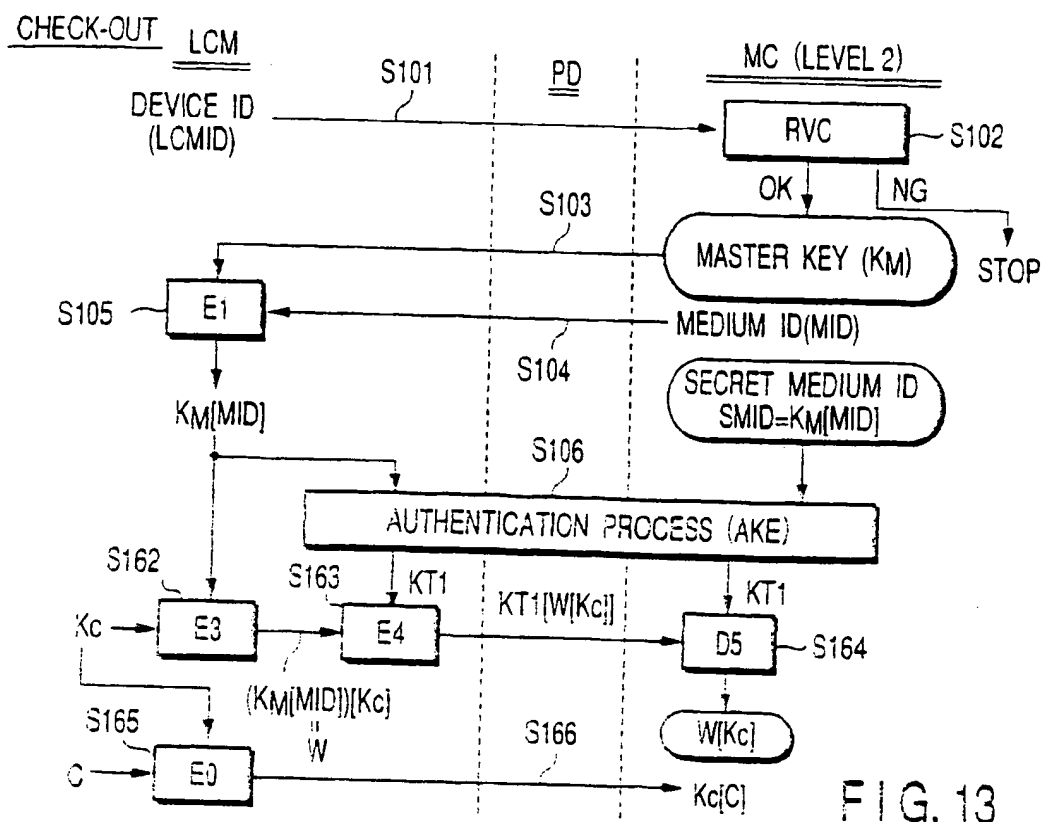 CHECK-OUT
LCM
PD
MC (LEVEL 2)
S101
DEVICE ID
(LCMID)
RVC
S102
OK
NG
STOP
S103
MASTER KEY (KM)
S105
E1
MEDIUM ID(MID)
S104
KM[MID]
SECRET MEDIUM ID
SMID=KM[MID]
S106
AUTHENTICATION PROCESS (AKE)
S162
S163
KT1
KT1[W[Kc]]
KT1
Kc
E3
E4
D5
S164
(KM[MID])[Kc]
"
W
W[Kc]
S165
S166
C
E0
Kc[C]
FIG. 13